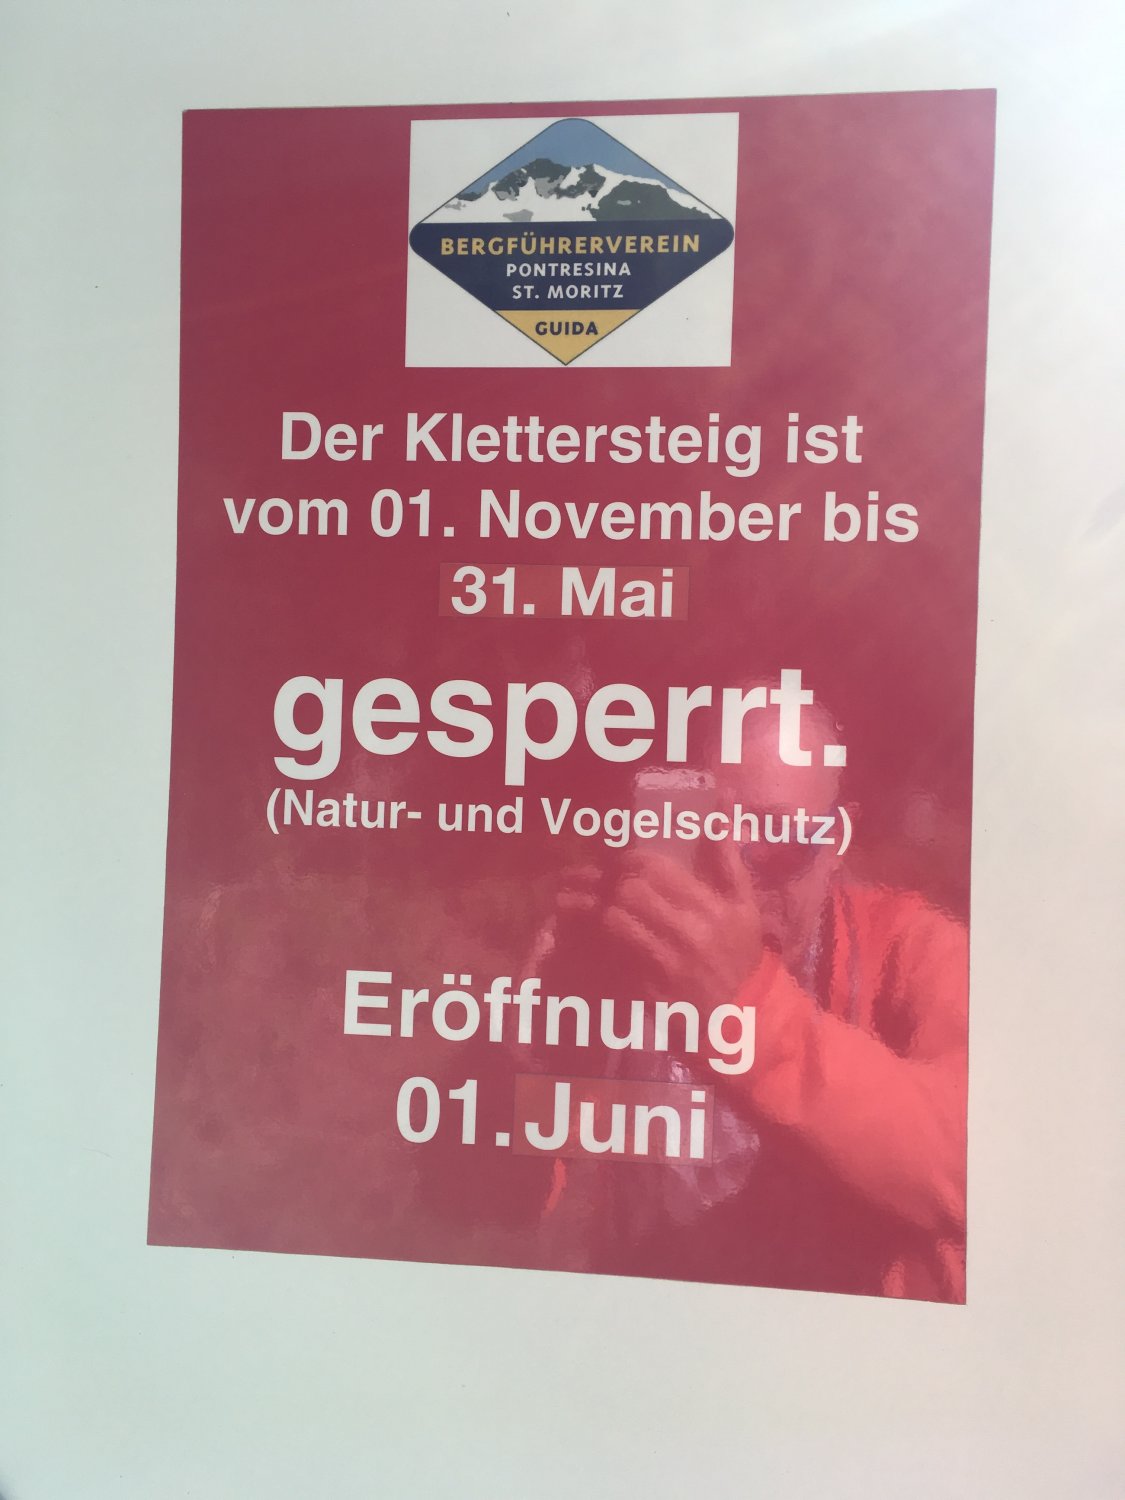 BERGFÜHRERVEREIN
PONTRESINA
ST. MORITZ
GUIDA
Der Klettersteig ist
vom 01. November bis
31. Mai
gesperrt.
(Natur- und Vogelschutz)
Eröffnung
01. Juni